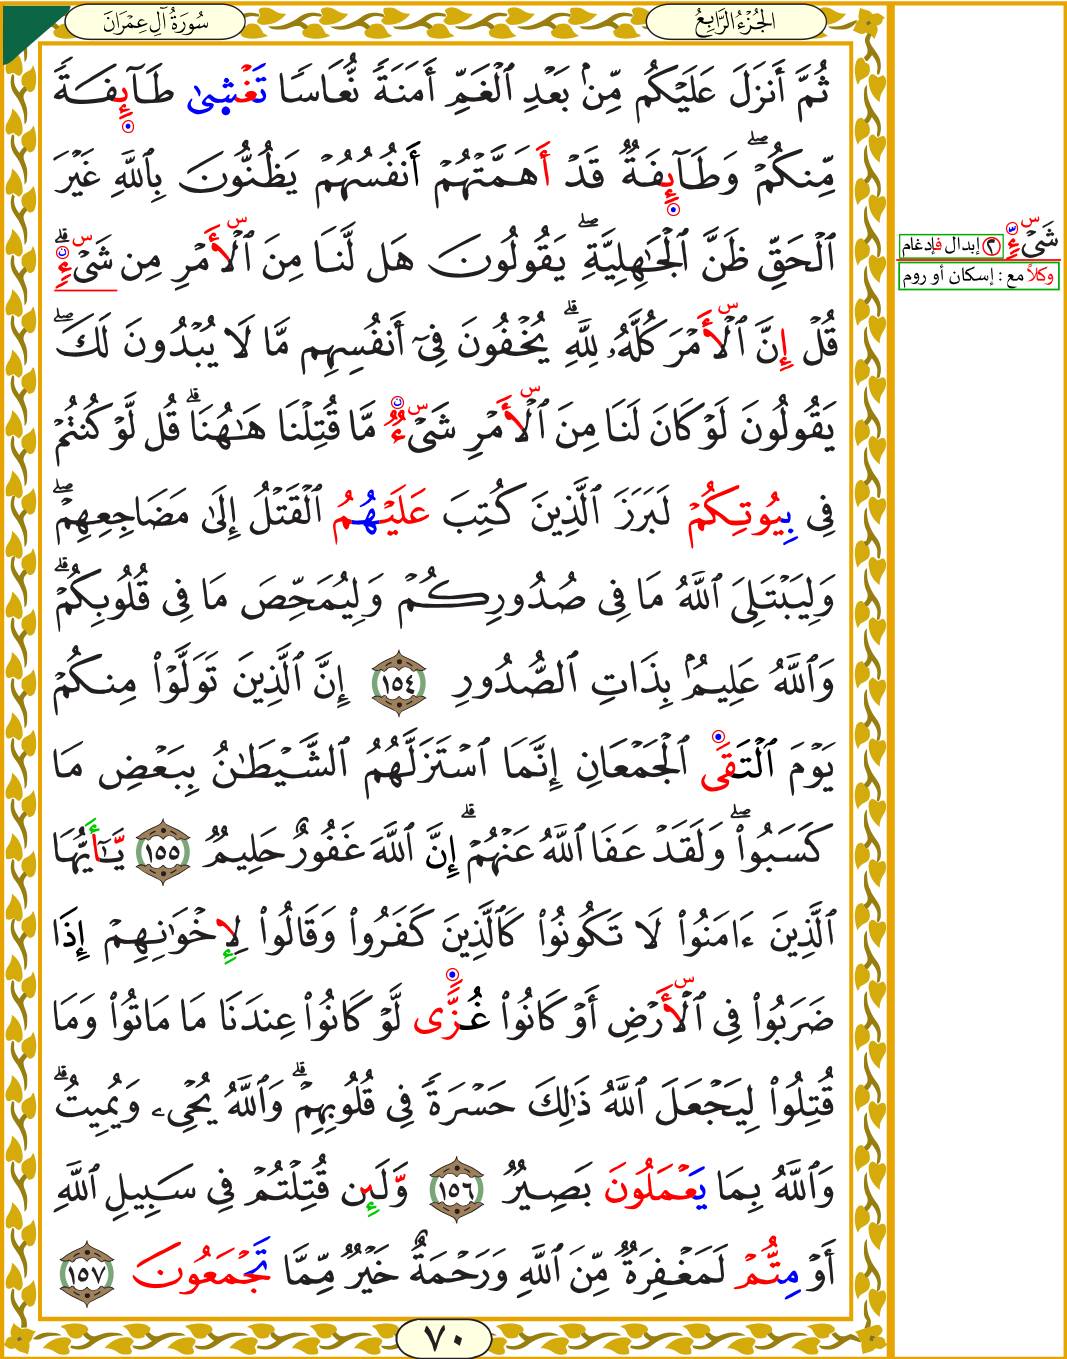 الجُزْءُ الرَّابِعُ
سُورَةُ آلِ عِمْرَانَ
ثُمَّ أَنزَلَ عَلَيْكُم مِّنۢ بَعْدِ ٱلْغَمِّ أَمَنَةً نُّعَاسًا تَغْشِىٰ طَآئِفَةً
مِّنكُمْۖ وَطَآئِفَةٌ قَدْ أَهَمَّتْهُمْ أَنفُسُهُمْ يَظُنُّونَ بِٱللَّهِ غَيْرَ
ٱلْحَقِّ ظَنَّ ٱلْجَٰهِلِيَّةِۖ يَقُولُونَ هَل لَّنَا مِنَ ٱلْأَمْرِ مِن شَىْءٍۗ
قُلْ إِنَّ ٱلْأَمْرَ كُلَّهُۥ لِلَّهِۗ يُخْفُونَ فِىٓ أَنفُسِهِم مَّا لَا يُبْدُونَ لَكَۖ
يَقُولُونَ لَوْ كَانَ لَنَا مِنَ ٱلْأَمْرِ شَىْءٌ مَّا قُتِلْنَا هَٰهُنَاۗ قُل لَّوْ كُنتُمْ
فِى بِيُوتِكُمْ لَبَرَزَ ٱلَّذِينَ كُتِبَ عَلَيْهُمُ ٱلْقَتْلُ إِلَىٰ مَضَاجِعِهِمْۖ
وَلِيَبْتَلِىَ ٱللَّهُ مَا فِى صُدُورِكُمْ وَلِيُمَحِّصَ مَا فِى قُلُوبِكُمْۗ
وَٱللَّهُ عَلِيمٌۢ بِذَاتِ ٱلصُّدُورِ ١٥٤ إِنَّ ٱلَّذِينَ تَوَلَّوْا۟ مِنكُمْ
يَوْمَ ٱلْتَقَى ٱلْجَمْعَانِ إِنَّمَا ٱسْتَزَلَّهُمُ ٱلشَّيْطَٰنُ بِبَعْضِ مَا
كَسَبُوا۟ۖ وَلَقَدْ عَفَا ٱللَّهُ عَنْهُمْۗ إِنَّ ٱللَّهَ غَفُورٌ حَلِيمٌ ١٥٥ يَٰٓأَيُّهَا
ٱلَّذِينَ ءَامَنُوا۟ لَا تَكُونُوا۟ كَٱلَّذِينَ كَفَرُوا۟ وَقَالُوا۟ لِإِخْوَٰنِهِمْ إِذَا
ضَرَبُوا۟ فِى ٱلْأَرْضِ أَوْ كَانُوا۟ غُزًّى لَّوْ كَانُوا۟ عِندَنَا مَا مَاتُوا۟ وَمَا
قُتِلُوا۟ لِيَجْعَلَ ٱللَّهُ ذَٰلِكَ حَسْرَةً فِى قُلُوبِهِمْۗ وَٱللَّهُ يُحْىِۦ وَيُمِيتُۗ
وَٱللَّهُ بِمَا يَعْمَلُونَ بَصِيرٌ ١٥٦ وَلَئِن قُتِلْتُمْ فِى سَبِيلِ ٱللَّهِ
أَوْ مِتُّمْ لَمَغْفِرَةٌ مِّنَ ٱللَّهِ وَرَحْمَةٌ خَيْرٌ مِّمَّا تَجْمَعُونَ ١٥٧
٧٠
شَىْءٍ ٢ إبدال فإدغام
وكلاً مع : إسكان أو روم